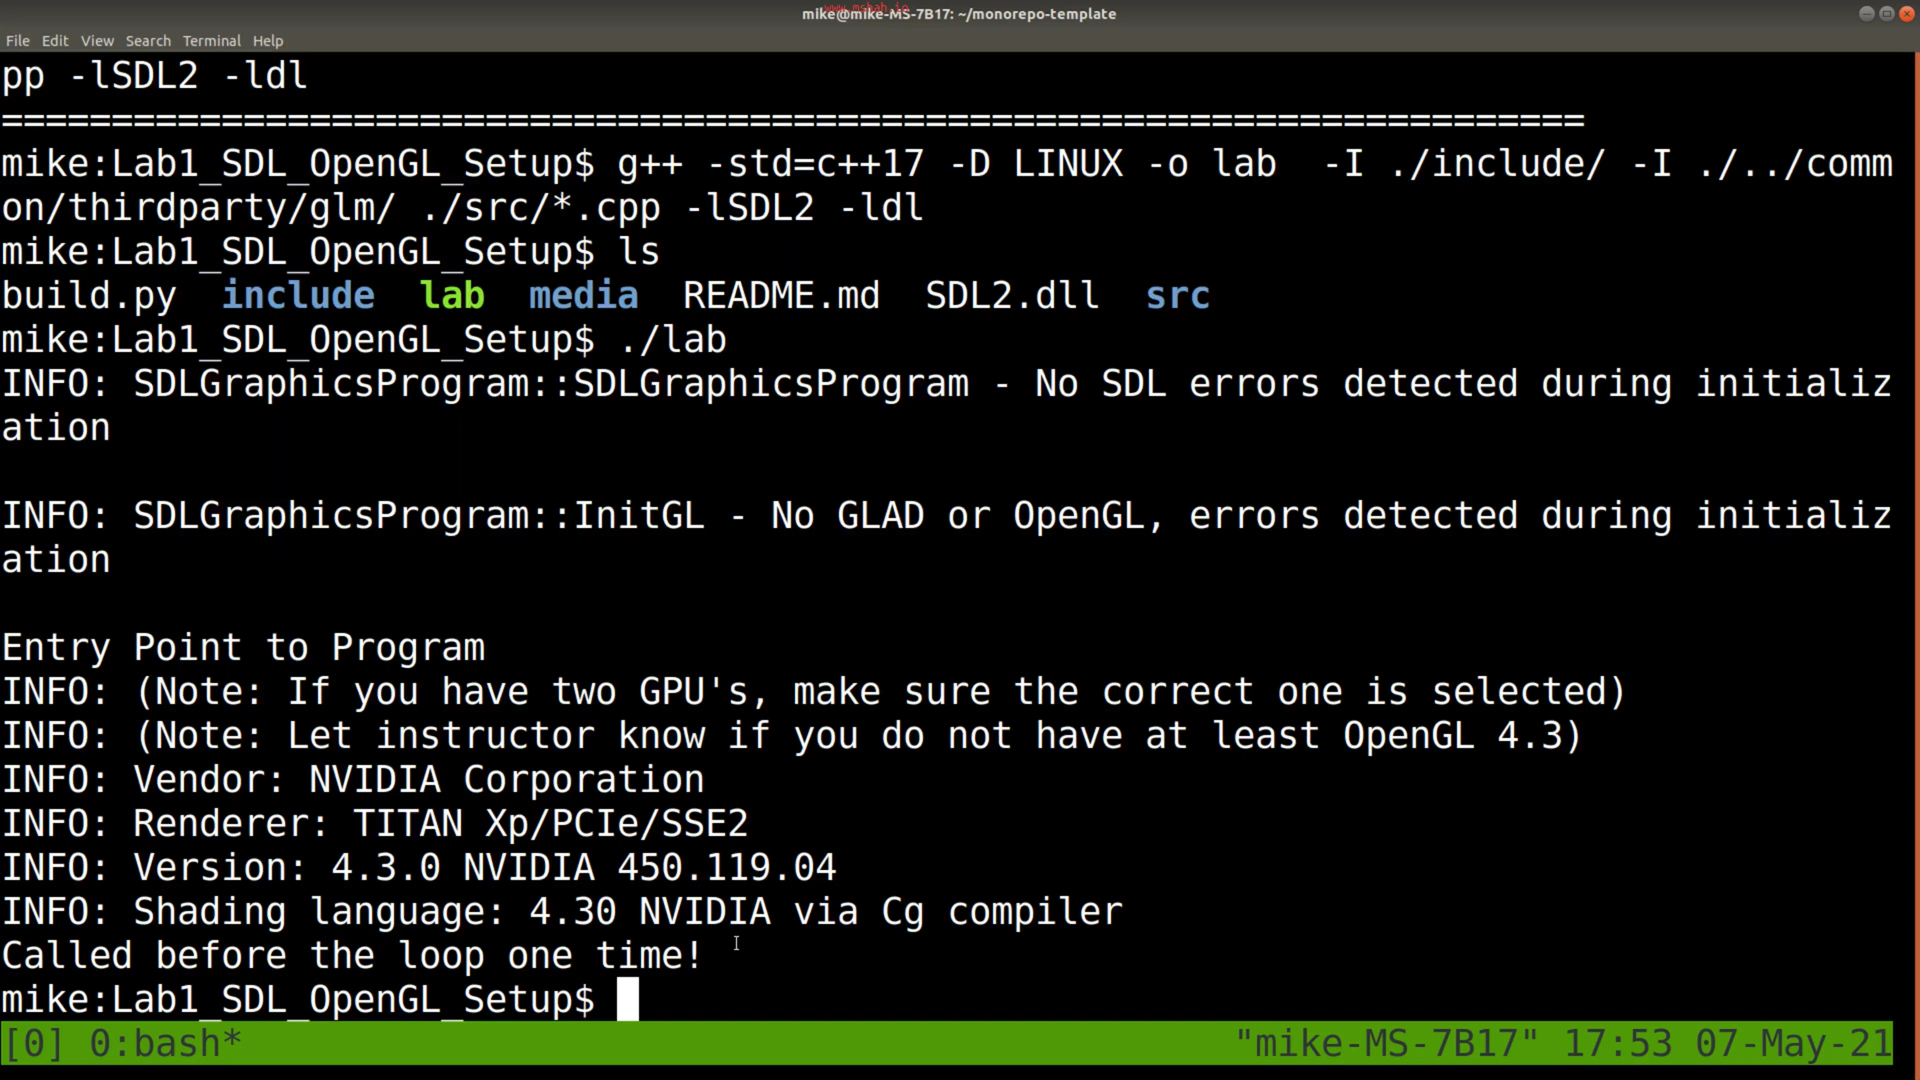 www.mshah.io
mike@mike-MS-7B17: ~/monorepo-template
File Edit View Search Terminal Help
pp -lSDL2 -ldl
========================================================================
mike:Lab1_SDL_OpenGL_Setup$ g++ -std=c++17 -D LINUX -o lab  -I ./include/ -I ./../comm
on/thirdparty/glm/ ./src/*.cpp -lSDL2 -ldl
mike:Lab1_SDL_OpenGL_Setup$ ls
build.py  include  lab  media  README.md  SDL2.dll  src
mike:Lab1_SDL_OpenGL_Setup$ ./lab
INFO: SDLGraphicsProgram::SDLGraphicsProgram - No SDL errors detected during initializ
ation
INFO: SDLGraphicsProgram::InitGL - No GLAD or OpenGL, errors detected during initializ
ation
Entry Point to Program
INFO: (Note: If you have two GPU's, make sure the correct one is selected)
INFO: (Note: Let instructor know if you do not have at least OpenGL 4.3)
INFO: Vendor: NVIDIA Corporation
INFO: Renderer: TITAN Xp/PCIe/SSE2
INFO: Version: 4.3.0 NVIDIA 450.119.04
INFO: Shading language: 4.30 NVIDIA via Cg compiler
Called before the loop one time!
mike:Lab1_SDL_OpenGL_Setup$
[0] 0:bash* "mike-MS-7B17" 17:53 07-May-21